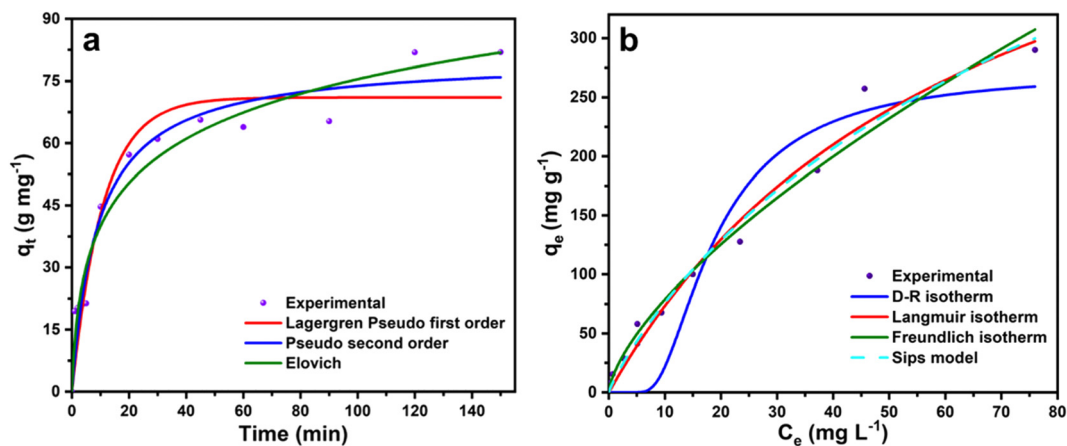 a
90
75
60
45
30
15
0
qt (g mg-1)
Experimental
Lagergren Pseudo first order
Pseudo second order
Elovich
0 20 40 60 80 100 120 140
Time (min)
b
300
250
200
150
100
50
0
qe (mg g-1)
Experimental
D-R isotherm
Langmuir isotherm
Freundlich isotherm
Sips model
0 10 20 30 40 50 60 70 80
Ce (mg L-1)